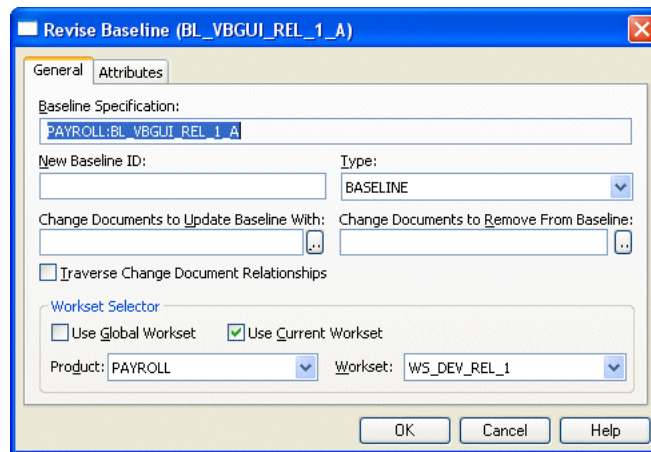 Revise Baseline (BL_VBGUI_REL_1_A)
General Attributes
Baseline Specification:
PAYROLL:BL_VBGUI_REL_1_A
New Baseline ID: Type:
BASELINE
Change Documents to Update Baseline With: Change Documents to Remove From Baseline:
.. ..
Traverse Change Document Relationships
Workset Selector
Use Global Workset Use Current Workset
Product: PAYROLL Workset: WS_DEV_REL_1
OK Cancel Help